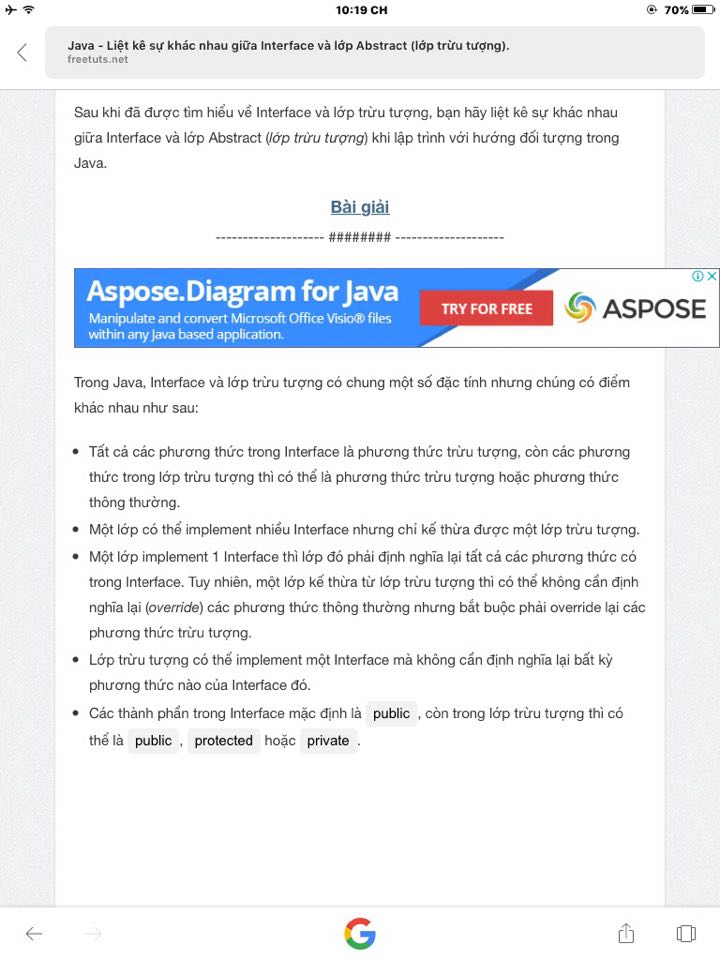 10:19 CH
70%
Java - Liệt kê sự khác nhau giữa Interface và lớp Abstract (lớp trừu tượng).
freetuts.net
Sau khi đã được tìm hiểu về Interface và lớp trừu tượng, bạn hãy liệt kê sự khác nhau
giữa Interface và lớp Abstract (lớp trừu tượng) khi lập trình với hướng đối tượng trong
Java.
Bài giải
-------------------- ######## --------------------
Aspose.Diagram for Java
Manipulate and convert Microsoft Office Visio® files
within any Java based application.
TRY FOR FREE
ASPOSE
Trong Java, Interface và lớp trừu tượng có chung một số đặc tính nhưng chúng có điểm
khác nhau như sau:
• Tất cả các phương thức trong Interface là phương thức trừu tượng, còn các phương
thức trong lớp trừu tượng thì có thể là phương thức trừu tượng hoặc phương thức
thông thường.
• Một lớp có thể implement nhiều Interface nhưng chỉ kế thừa được một lớp trừu tượng.
• Một lớp implement 1 Interface thì lớp đó phải định nghĩa lại tất cả các phương thức có
trong Interface. Tuy nhiên, một lớp kế thừa từ lớp trừu tượng thì có thể không cần định
nghĩa lại (override) các phương thức thông thường nhưng bắt buộc phải override lại các
phương thức trừu tượng.
• Lớp trừu tượng có thể implement một Interface mà không cần định nghĩa lại bất kỳ
phương thức nào của Interface đó.
• Các thành phần trong Interface mặc định là public , còn trong lớp trừu tượng thì có
thể là public , protected hoặc private .